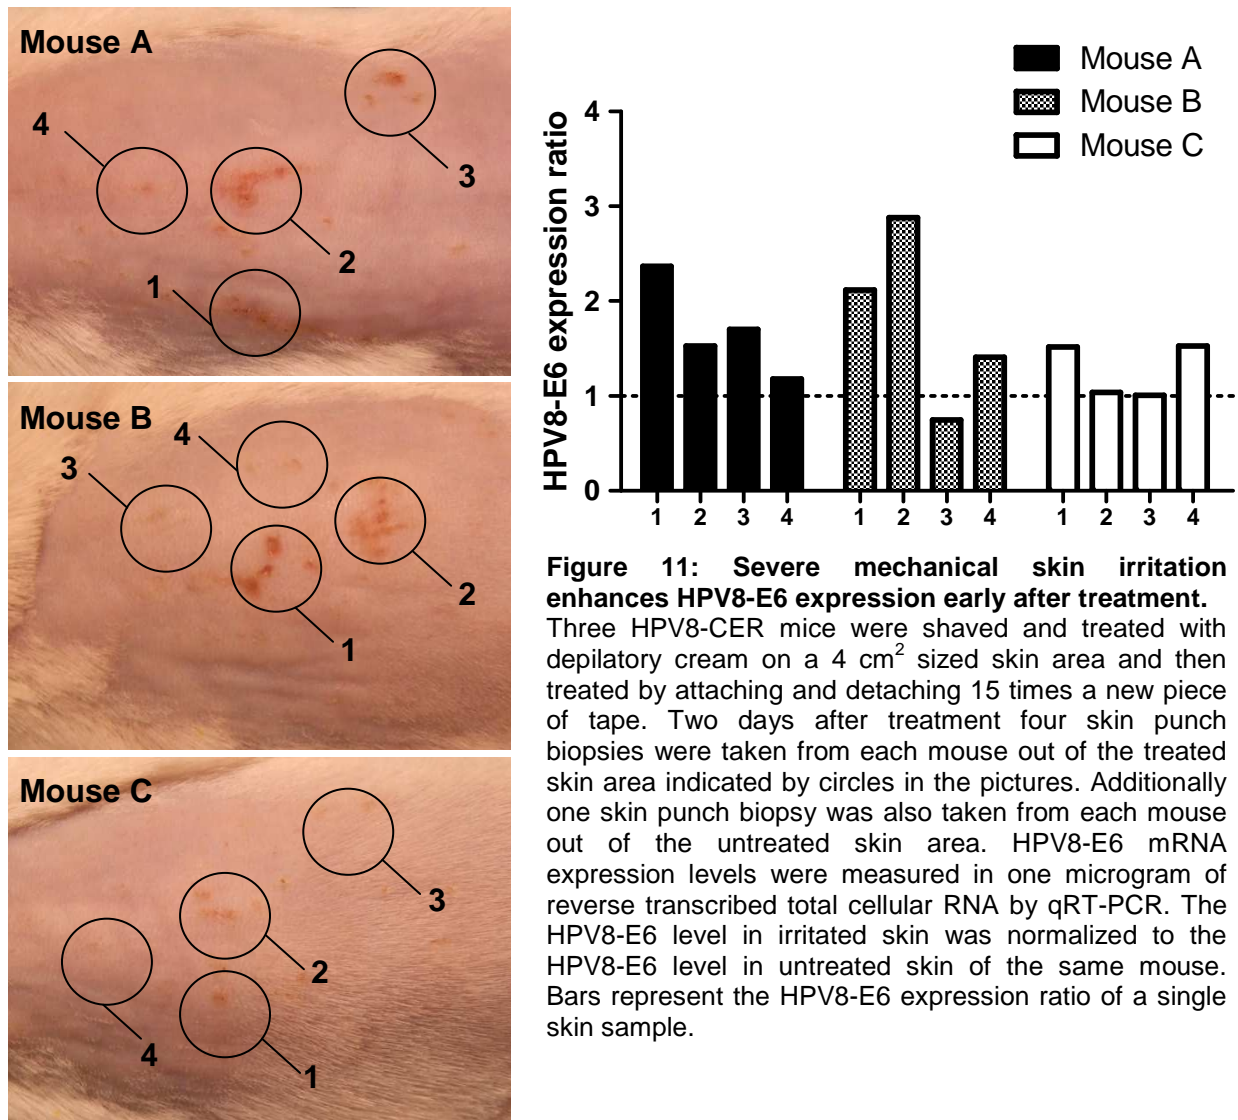 Mouse A
4
3
2
1
Mouse B
4
3
2
1
Mouse C
3
2
4
1
Mouse A
Mouse B
Mouse C
HPV8-E6 expression ratio
4
3
2
1
0
1 2 3 4 1 2 3 4 1 2 3 4
Figure 11: Severe mechanical skin irritation
enhances HPV8-E6 expression early after treatment.
Three HPV8-CER mice were shaved and treated with
depilatory cream on a 4 cm² sized skin area and then
treated by attaching and detaching 15 times a new piece
of tape. Two days after treatment four skin punch
biopsies were taken from each mouse out of the treated
skin area indicated by circles in the pictures. Additionally
one skin punch biopsy was also taken from each mouse
out of the untreated skin area. HPV8-E6 mRNA
expression levels were measured in one microgram of
reverse transcribed total cellular RNA by qRT-PCR. The
HPV8-E6 level in irritated skin was normalized to the
HPV8-E6 level in untreated skin of the same mouse.
Bars represent the HPV8-E6 expression ratio of a single
skin sample.